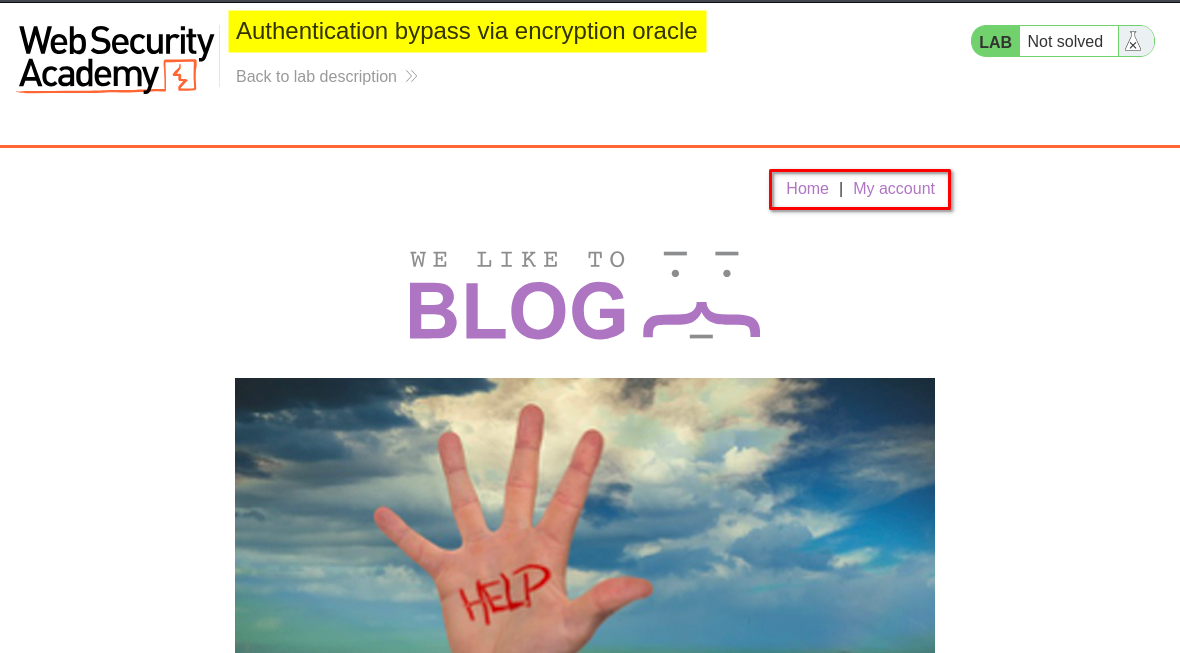 Web Security
Academy
Authentication bypass via encryption oracle
Back to lab description
LAB Not solved
Home | My account
WE LIKE TO
BLOG
HELP